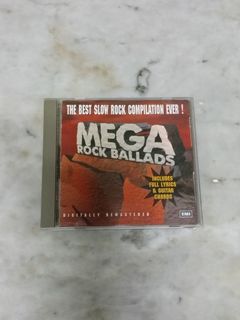 THE BEST SLOW ROCK COMPILATION EVER !
MEGA
ROCK BALLADS
INCLUDES
FULL LYRICS
& GUITAR
CHORDS
DIGITALLY REMASTERED
EMI